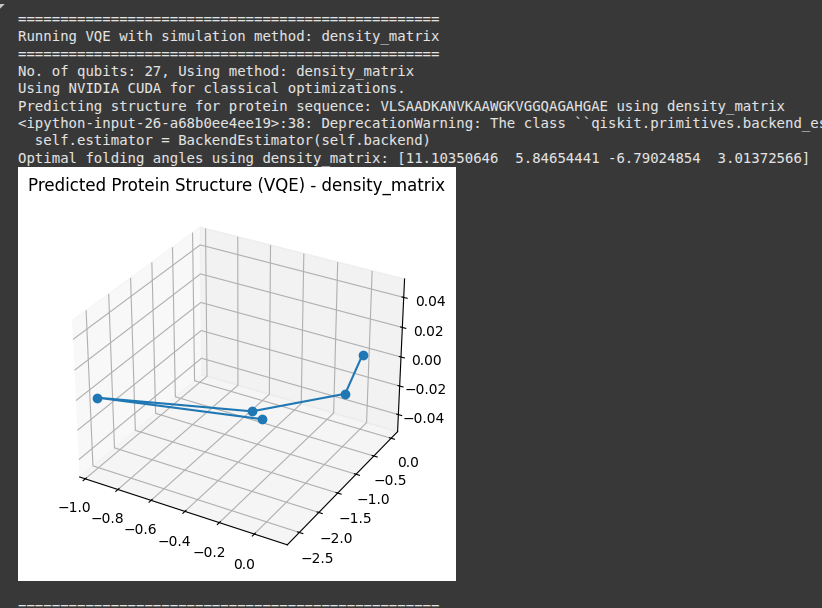 ==================================================
Running VQE with simulation method: density_matrix
==================================================
No. of qubits: 27, Using method: density_matrix
Using NVIDIA CUDA for classical optimizations.
Predicting structure for protein sequence: VLSAADKANVKAAWGKVGGQAGAHGAE using density_matrix
<ipython-input-26-a68b0ee4ee19>:38: DeprecationWarning: The class ``qiskit.primitives.backend_es
  self.estimator = BackendEstimator(self.backend)
Optimal folding angles using density_matrix: [11.10350646  5.84654441 -6.79024854  3.01372566]
Predicted Protein Structure (VQE) - density_matrix
0.04
0.02
0.00
−0.02
−0.04
0.0
−0.5
−1.0
−1.5
−2.0
−2.5
−1.0
−0.8
−0.6
−0.4
−0.2
0.0
==================================================